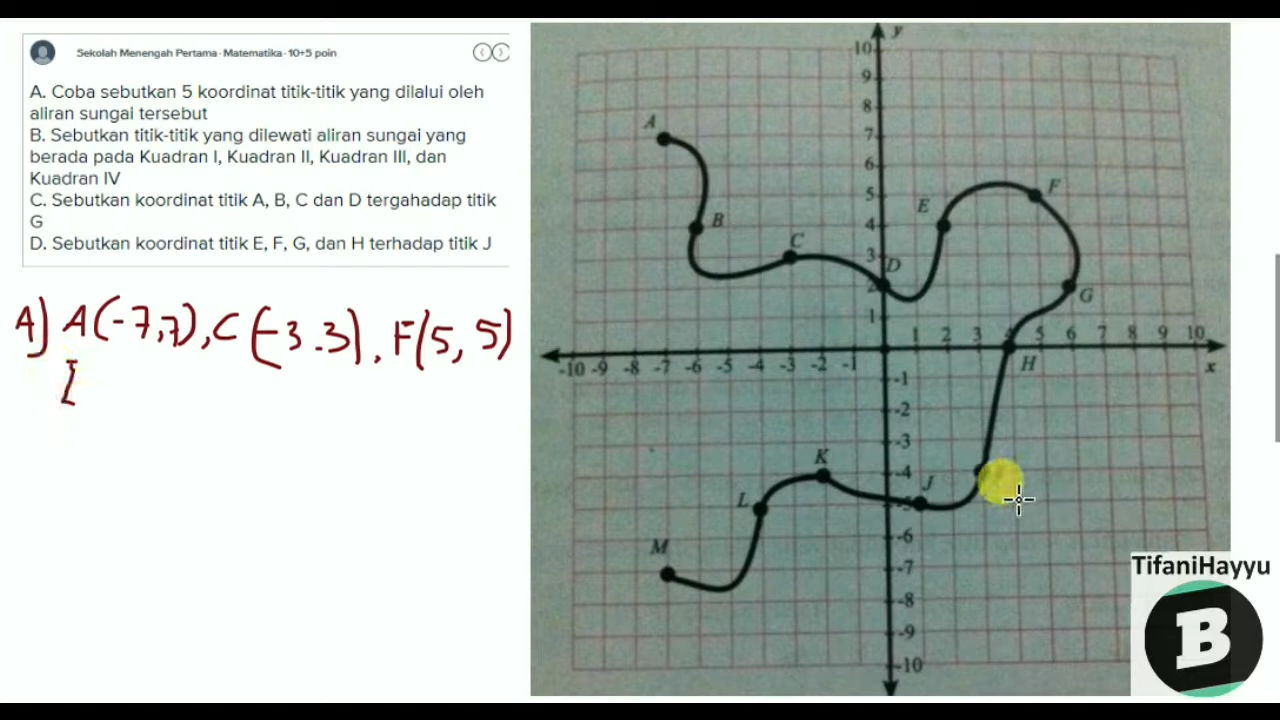 Sekolah Menengah Pertama · Matematika · 10+5 poin
A. Coba sebutkan 5 koordinat titik-titik yang dilalui oleh
aliran sungai tersebut
B. Sebutkan titik-titik yang dilewati aliran sungai yang
berada pada Kuadran I, Kuadran II, Kuadran III, dan
Kuadran IV
C. Sebutkan koordinat titik A, B, C dan D tergahadap titik
G
D. Sebutkan koordinat titik E, F, G, dan H terhadap titik J
A) A(-7,7), C(-3.3), F(5, 5)
I
y
10
9
8
7
6
5
4
3
2
1
A
B
C
D
E
F
G
H
-10 -9 -8 -7 -6 -5 -4 -3 -2 -1
1 2 3 4 5 6 7 8 9 10
x
-1
-2
-3
-4
-5
-6
-7
-8
-9
-10
K
L
J
M
TifaniHayyu
B